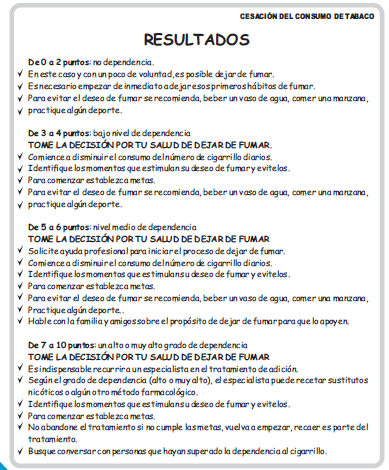 CESACIÓN DEL CONSUMO DE TABACO
RESULTADOS
De 0 a 2 puntos: no dependencia.
✓ En este caso y con un poco de voluntad, es posible dejar de fumar.
✓ Es necesario empezar de inmediato a dejar esos primeros hábitos de fumar.
✓ Para evitar el deseo de fumar se recomienda, beber un vaso de agua, comer una manzana,
✓ practique algún deporte.
De 3 a 4 puntos: bajo nivel de dependencia
TOME LA DECISIÓN POR TU SALUD DE DEJAR DE FUMAR.
✓ Comience a disminuir el consumo del número de cigarrillo diarios.
✓ Identifique los momentos que estimulan su deseo de fumar y evitelos.
✓ Para comenzar establezca metas.
✓ Para evitar el deseo de fumar se recomienda, beber un vaso de agua, comer una manzana,
✓ practique algún deporte.
De 5 a 6 puntos: nivel medio de dependencia
TOME LA DECISIÓN POR TU SALUD DE DEJAR DE FUMAR
✓ Solicite ayuda profesional para iniciar el proceso de dejar de fumar.
✓ Comience a disminuir el consumo del número de cigarrillo diarios.
✓ Identifique los momentos que estimulan su deseo de fumar y evitelos.
✓ Para comenzar establezca metas.
✓ Para evitar el deseo de fumar se recomienda, beber un vaso de agua, comer una manzana,
✓ Practique algún deporte..
✓ Hable con la familia y amigos sobre el propósito de dejar de fumar para que lo apoyen.
De 7 a 10 puntos: un alto o muy alto grado de dependencia
TOME LA DECISIÓN POR TU SALUD DE DEJAR DE FUMAR
✓ Es indispensable recurrir a un especialista en el tratamiento de adición.
✓ Según el grado de dependencia (alto o muy alto), el especialista puede recetar sustitutos
nicóticos o algún otro método farmacológico.
✓ Identifique los momentos que estimulan su deseo de fumar y evitelos.
✓ Para comenzar establezca metas.
✓ No abandone el tratamiento si no cumple las metas, vuelva a empezar, recaer es parte del
tratamiento.
✓ Busque conversar con personas que hayan superado la dependencia al cigarrillo.